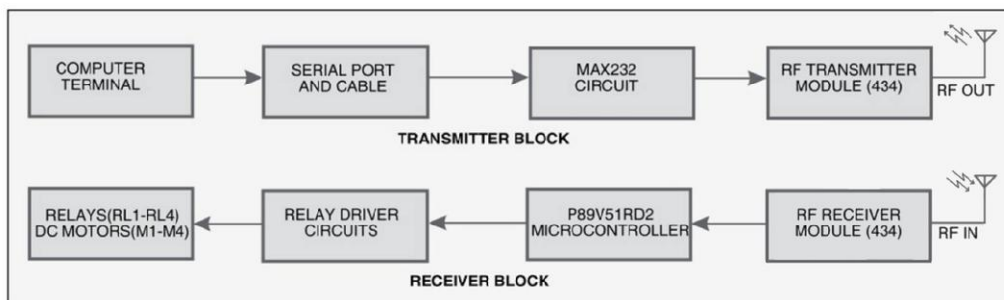 COMPUTER
TERMINAL
SERIAL PORT
AND CABLE
MAX232
CIRCUIT
RF TRANSMITTER
MODULE (434)
RF OUT
TRANSMITTER BLOCK
RELAYS(RL1-RL4)
DC MOTORS(M1-M4)
RELAY DRIVER
CIRCUITS
P89V51RD2
MICROCONTROLLER
RF RECEIVER
MODULE (434)
RF IN
RECEIVER BLOCK